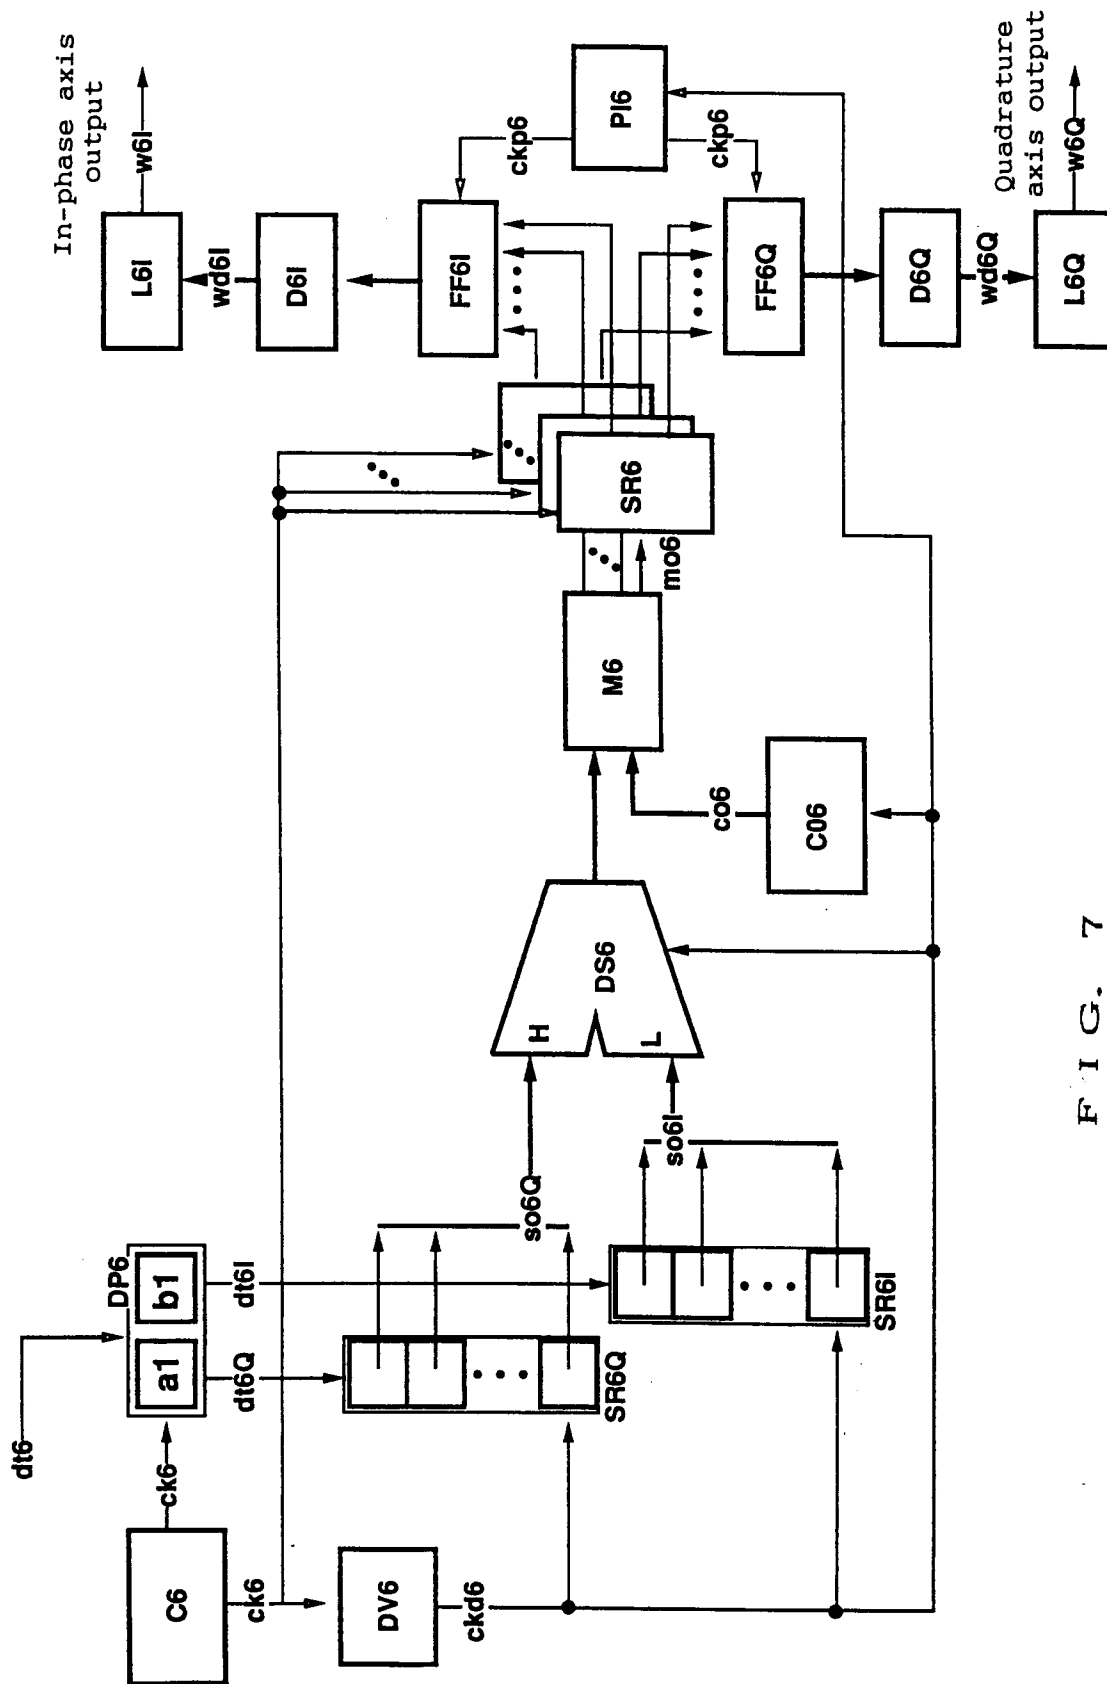 In-phase axis
output
w6I
L6I
wd6I
D6I
FF6I
ckp6
PI6
ckp6
FF6Q
D6Q
wd6Q
L6Q
Quadrature
axis output
w6Q
SR6
mo6
M6
co6
C06
DS6
H
L
so6Q
so6I
dt6
DP6
a1
b1
dt6Q
dt6I
SR6Q
SR6I
C6
ck6
ck6
DV6
ckd6
FIG. 7